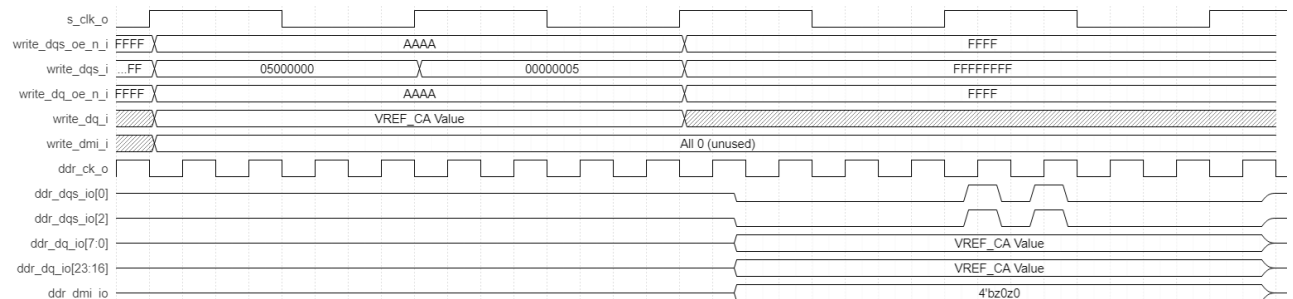 s_clk_o
write_dqs_oe_n_i FFFF AAAA FFFF
write_dqs_i ...FF 05000000 00000005 FFFFFFFF
write_dq_oe_n_i FFFF AAAA FFFF
write_dq_i VREF_CA Value
write_dmi_i All 0 (unused)
ddr_ck_o
ddr_dqs_io[0]
ddr_dqs_io[2]
ddr_dq_io[7:0] VREF_CA Value
ddr_dq_io[23:16] VREF_CA Value
ddr_dmi_io 4'bz0z0